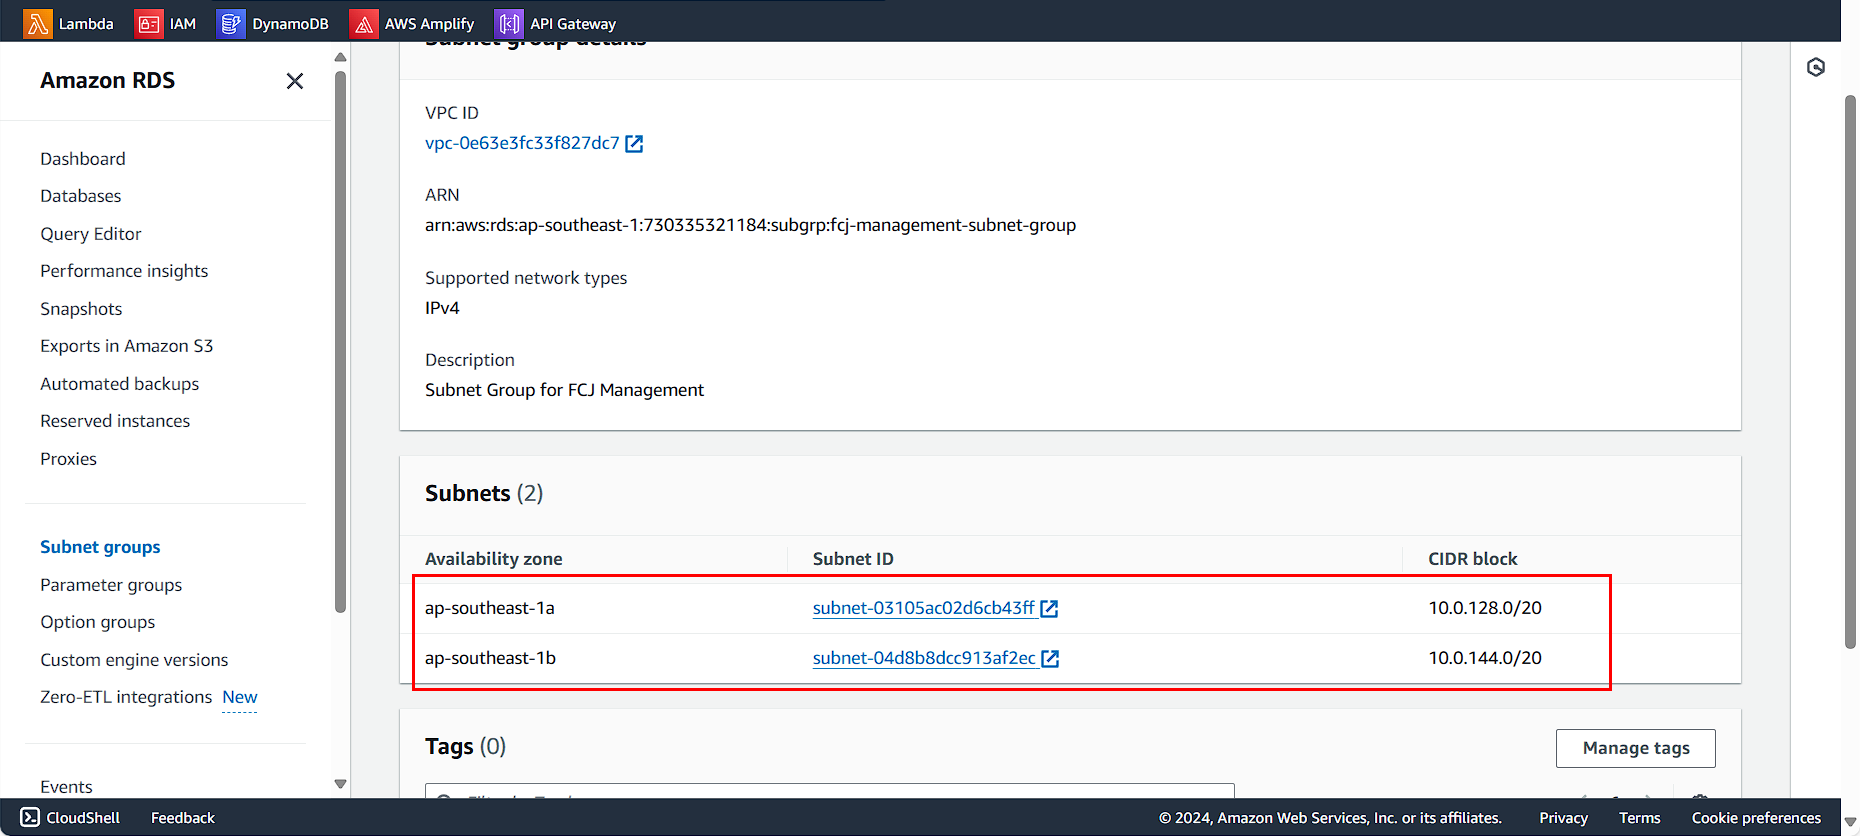 Lambda IAM DynamoDB AWS Amplify API Gateway
Amazon RDS
Dashboard
Databases
Query Editor
Performance insights
Snapshots
Exports in Amazon S3
Automated backups
Reserved instances
Proxies
Subnet groups
Parameter groups
Option groups
Custom engine versions
Zero-ETL integrations New
Events
Subnet group details
VPC ID
vpc-0e63e3fc33f827dc7
ARN
arn:aws:rds:ap-southeast-1:730335321184:subgrp:fcj-management-subnet-group
Supported network types
IPv4
Description
Subnet Group for FCJ Management
Subnets (2)
Availability zone Subnet ID CIDR block
ap-southeast-1a subnet-03105ac02d6cb43ff 10.0.128.0/20
ap-southeast-1b subnet-04d8b8dcc913af2ec 10.0.144.0/20
Tags (0)
Manage tags
CloudShell Feedback © 2024, Amazon Web Services, Inc. or its affiliates. Privacy Terms Cookie preferences